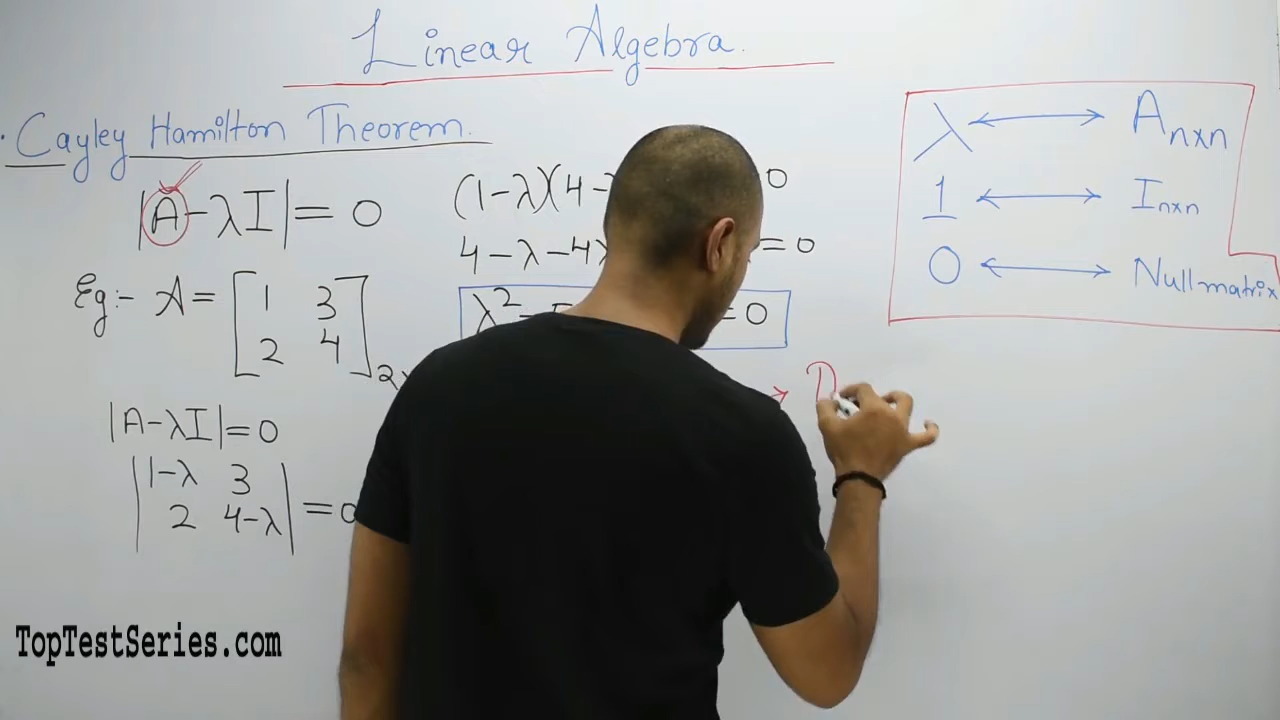 Linear Algebra.
. Cayley Hamilton Theorem.
|A-λI| = 0
Eg:- A = [1 3
2 4]
|A-λI| = 0
|1-λ 3
2 4-λ| = 0
(1-λ)(4- 0
4-λ-4λ = 0
λ² - = 0
→
λ ↔ Anxn
1 ↔ Inxn
0 ↔ Null matrix
TopTestSeries.com